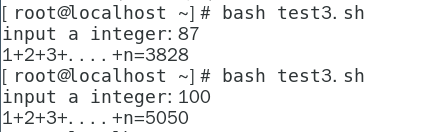 [root@localhost ~]# bash test3.sh
input a integer:87
1+2+3+....+n=3828
[root@localhost ~]# bash test3.sh
input a integer:100
1+2+3+....+n=5050